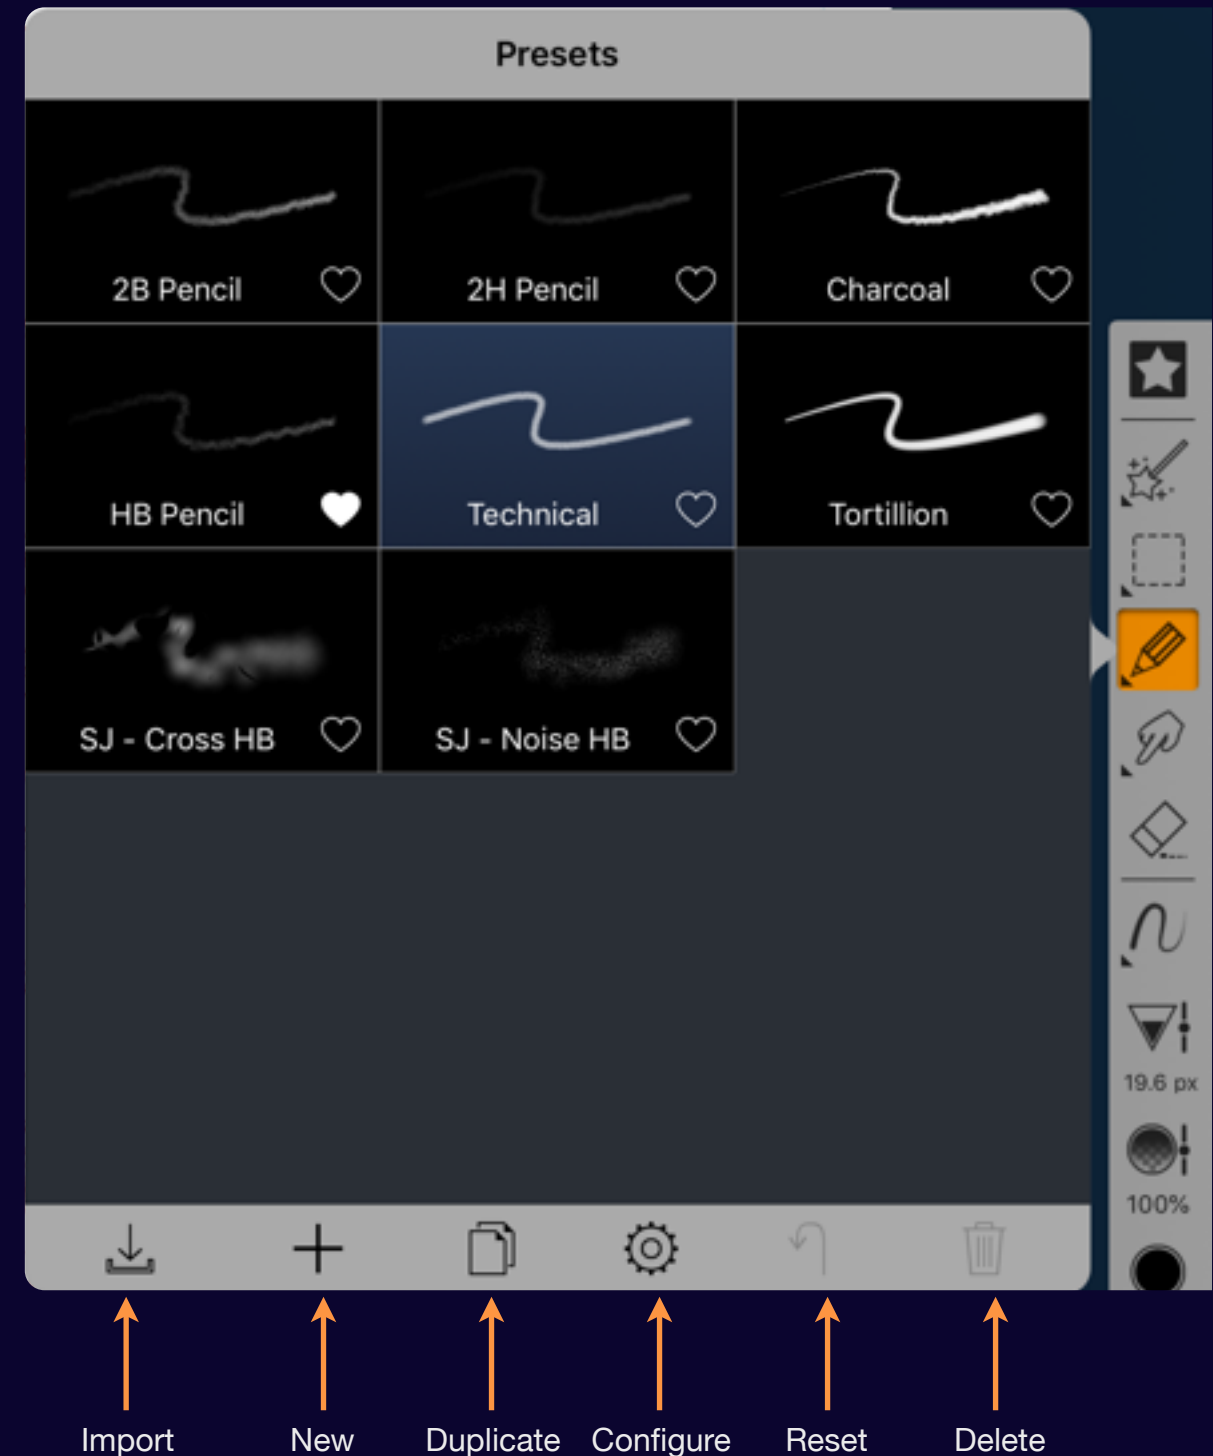 Presets
2B Pencil
2H Pencil
Charcoal
HB Pencil
Technical
Tortillion
SJ - Cross HB
SJ - Noise HB
19.6 px
100%
Import
New
Duplicate
Configure
Reset
Delete